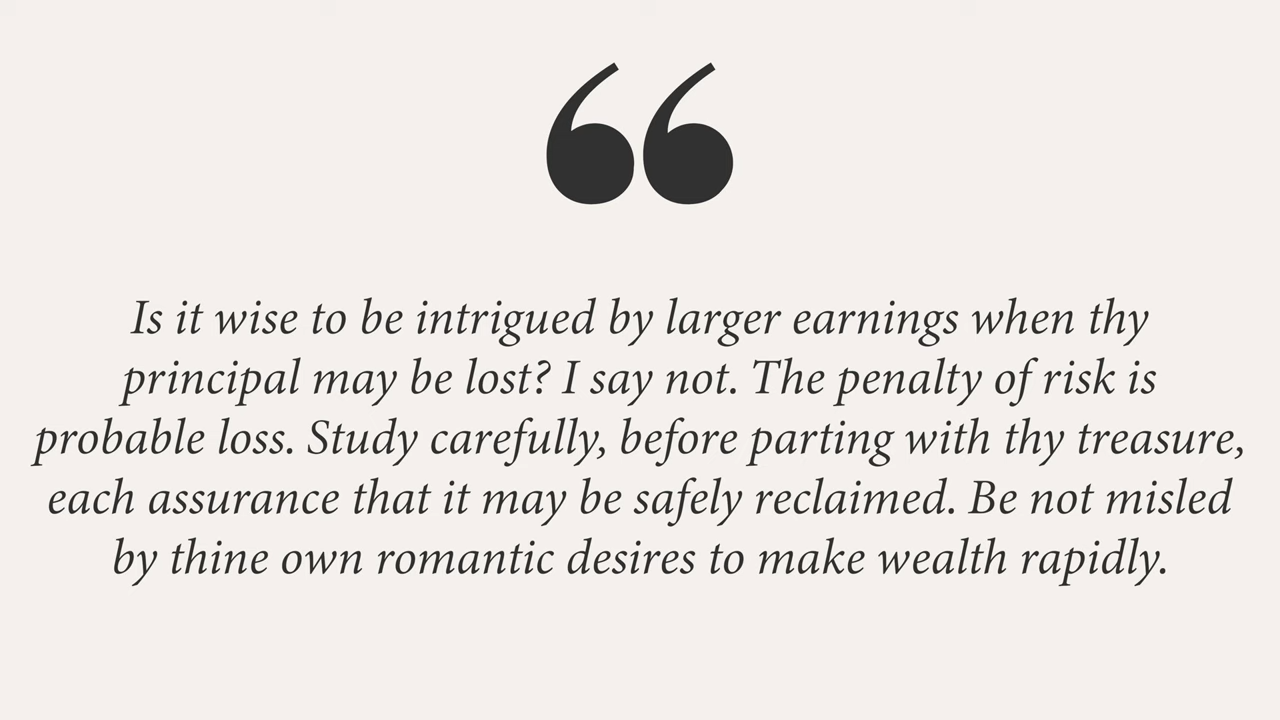 “
Is it wise to be intrigued by larger earnings when thy
principal may be lost? I say not. The penalty of risk is
probable loss. Study carefully, before parting with thy treasure,
each assurance that it may be safely reclaimed. Be not misled
by thine own romantic desires to make wealth rapidly.